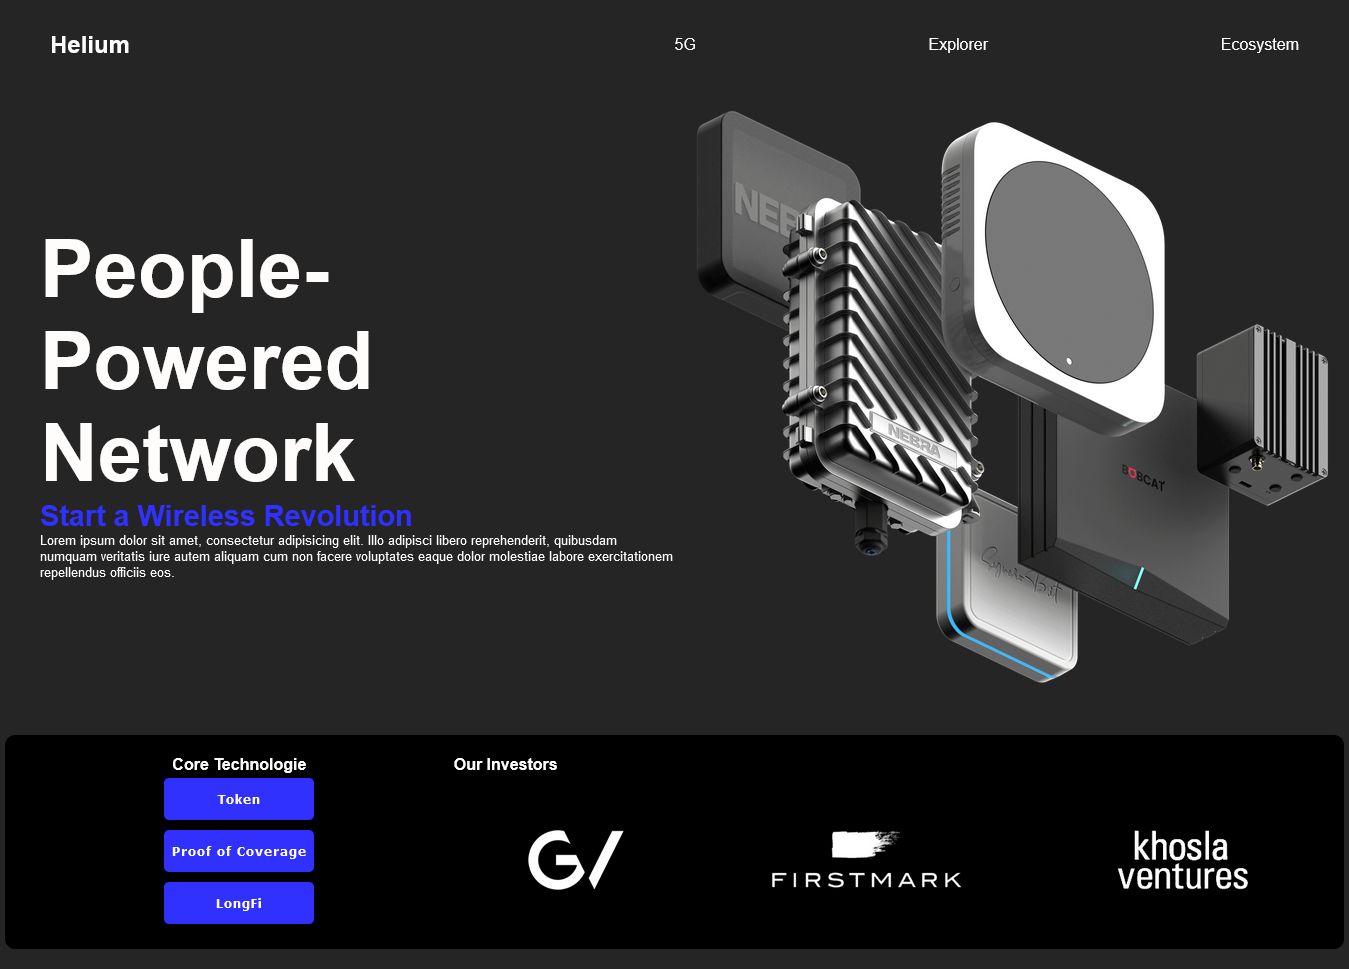 Helium
5G
Explorer
Ecosystem
People-
Powered
Network
Start a Wireless Revolution
Lorem ipsum dolor sit amet, consectetur adipisicing elit. Illo adipisci libero reprehenderit, quibusdam
numquam veritatis iure autem aliquam cum non facere voluptates eaque dolor molestiae labore exercitationem
repellendus officiis eos.
NEB
NEBRA
BOBCAT
Core Technologie
Token
Proof of Coverage
LongFi
Our Investors
G/
FIRSTMARK
khosla
ventures